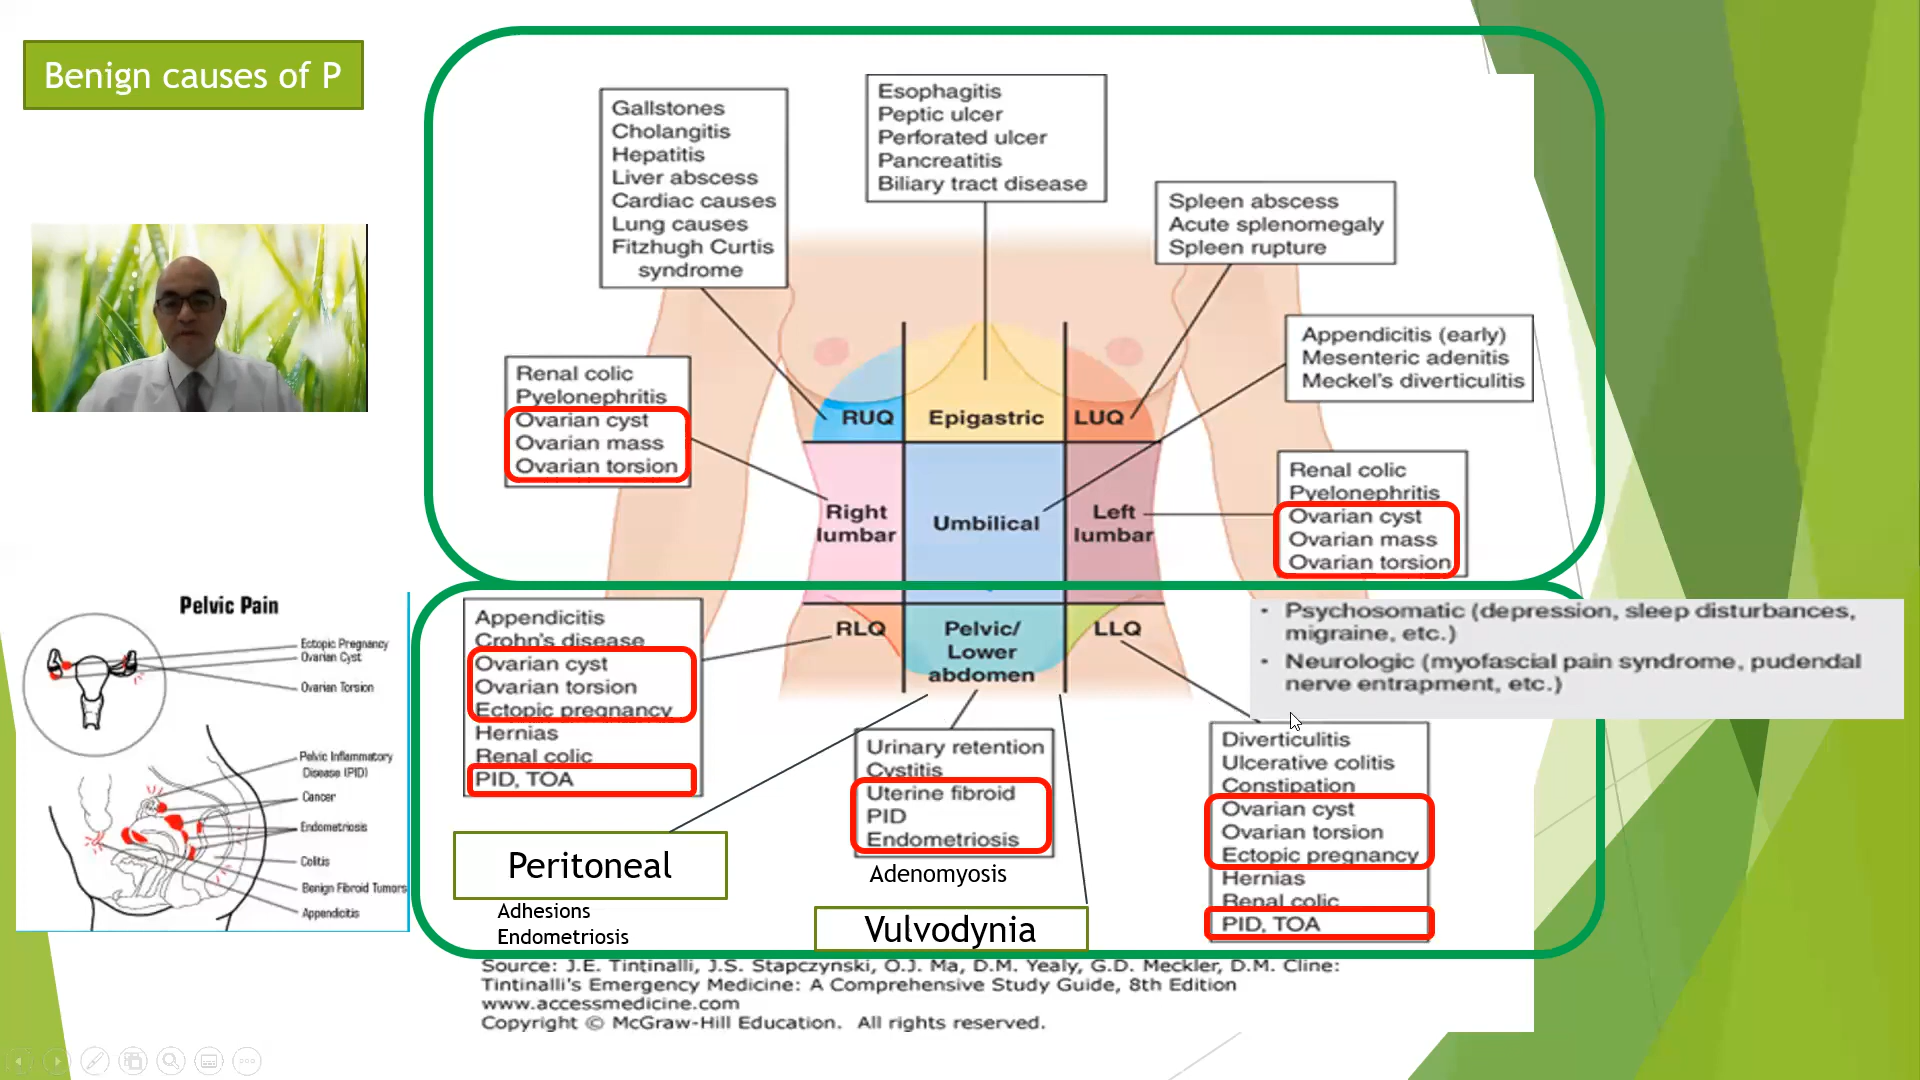 Benign causes of P
Gallstones
Cholangitis
Hepatitis
Liver abscess
Cardiac causes
Lung causes
Fitzhugh Curtis
syndrome
Esophagitis
Peptic ulcer
Perforated ulcer
Pancreatitis
Biliary tract disease
Spleen abscess
Acute splenomegaly
Spleen rupture
Appendicitis (early)
Mesenteric adenitis
Meckel's diverticulitis
Renal colic
Pyelonephritis
Ovarian cyst
Ovarian mass
Ovarian torsion
RUQ
Epigastric
LUQ
Right
lumbar
Umbilical
Left
lumbar
Renal colic
Pyelonephritis
Ovarian cyst
Ovarian mass
Ovarian torsion
RLQ
Pelvic/
Lower
abdomen
LLQ
Appendicitis
Crohn's disease
Ovarian cyst
Ovarian torsion
Ectopic pregnancy
Hernias
Renal colic
PID, TOA
• Psychosomatic (depression, sleep disturbances,
migraine, etc.)
• Neurologic (myofascial pain syndrome, pudendal
nerve entrapment, etc.)
Urinary retention
Cystitis
Uterine fibroid
PID
Endometriosis
Adenomyosis
Diverticulitis
Ulcerative colitis
Constipation
Ovarian cyst
Ovarian torsion
Ectopic pregnancy
Hernias
Renal colic
PID, TOA
Peritoneal
Adhesions
Endometriosis
Vulvodynia
Pelvic Pain
Ectopic Pregnancy
Ovarian Cyst
Ovarian Torsion
Pelvic Inflammatory
Disease (PID)
Cancer
Endometriosis
Colitis
Benign Fibroid Tumors
Appendicitis
Source: J.E. Tintinalli, J.S. Stapczynski, O.J. Ma, D.M. Yealy, G.D. Meckler, D.M. Cline:
Tintinalli's Emergency Medicine: A Comprehensive Study Guide, 8th Edition
www.accessmedicine.com
Copyright © McGraw-Hill Education. All rights reserved.